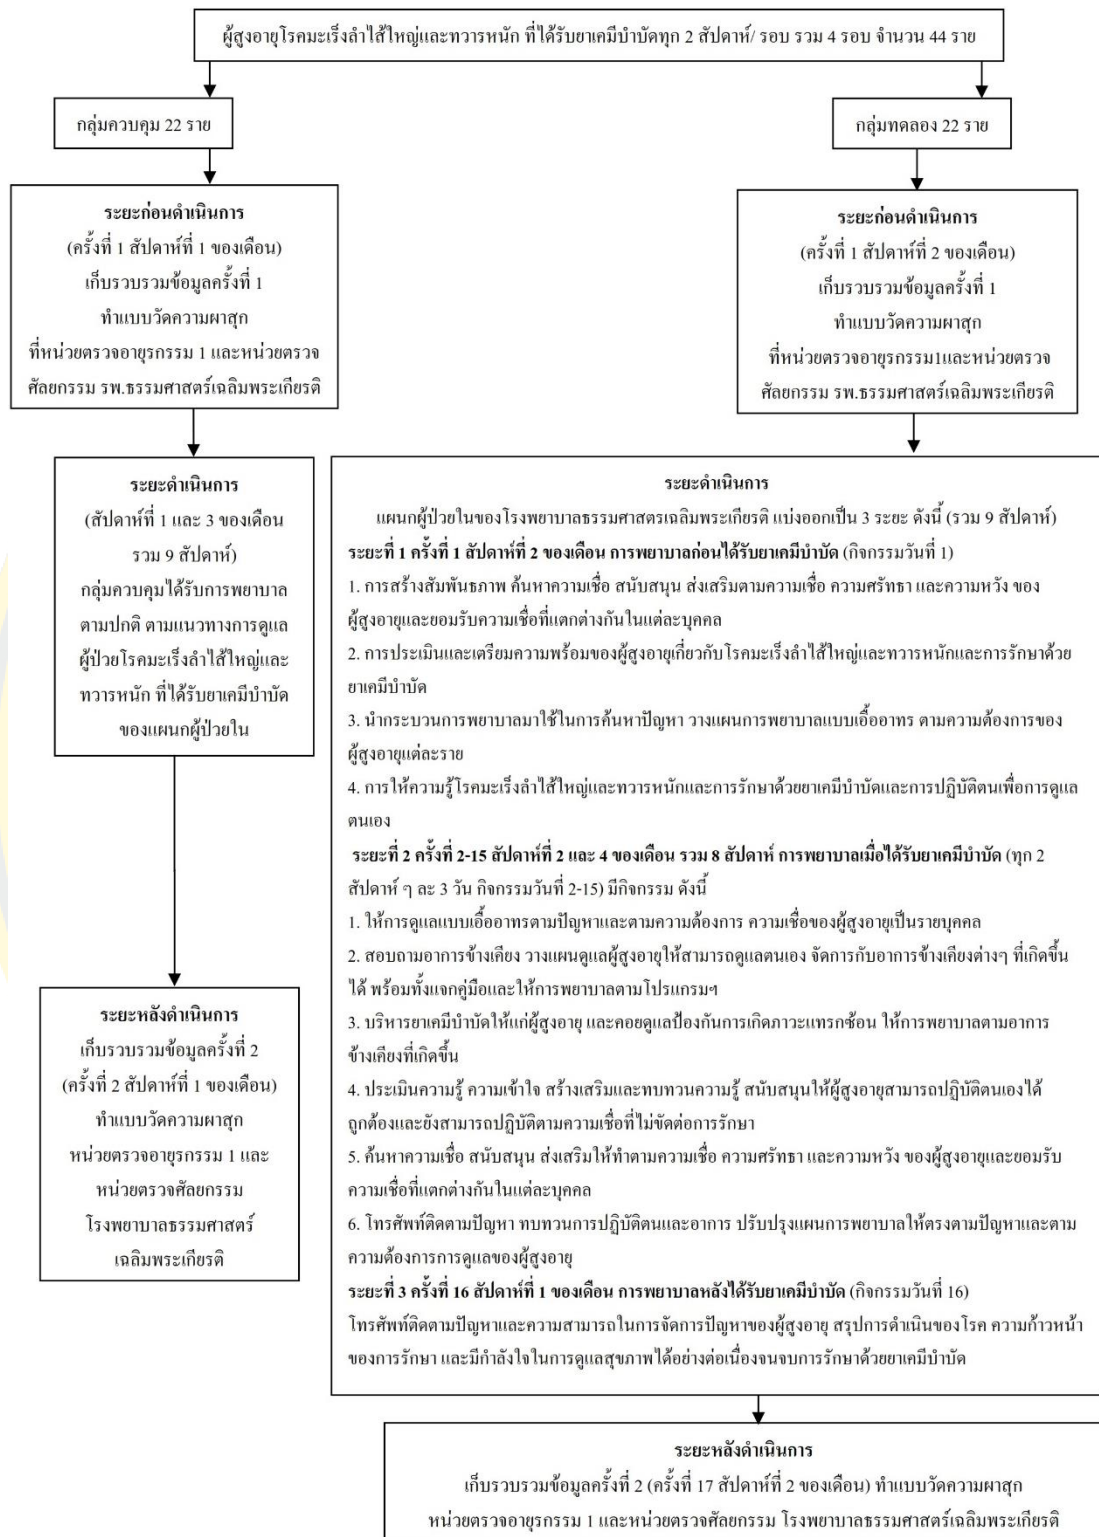 ผู้สูงอายุโรคมะเร็งลำไส้ใหญ่และทวารหนัก ที่ได้รับยาเคมีบำบัดทุก 2 สัปดาห์/ รอบ รวม 4 รอบ จำนวน 44 ราย
กลุ่มควบคุม 22 ราย
ระยะก่อนดำเนินการ
(ครั้งที่ 1 สัปดาห์ที่ 1 ของเดือน)
เก็บรวบรวมข้อมูลครั้งที่ 1
ทำแบบวัดความผาสุก
ที่หน่วยตรวจอายุรกรรม 1 และหน่วยตรวจ
ศัลยกรรม รพ.ธรรมศาสตร์เฉลิมพระเกียรติ
ระยะดำเนินการ
(สัปดาห์ที่ 1 และ 3 ของเดือน
รวม 9 สัปดาห์)
กลุ่มควบคุมได้รับการพยาบาล
ตามปกติ ตามแนวทางการดูแล
ผู้ป่วยโรคมะเร็งลำไส้ใหญ่และ
ทวารหนัก ที่ได้รับยาเคมีบำบัด
ของแผนกผู้ป่วยใน
ระยะหลังดำเนินการ
เก็บรวบรวมข้อมูลครั้งที่ 2
(ครั้งที่ 2 สัปดาห์ที่ 1 ของเดือน)
ทำแบบวัดความผาสุก
หน่วยตรวจอายุรกรรม 1 และ
หน่วยตรวจศัลยกรรม
โรงพยาบาลธรรมศาสตร์
เฉลิมพระเกียรติ
กลุ่มทดลอง 22 ราย
ระยะก่อนดำเนินการ
(ครั้งที่ 1 สัปดาห์ที่ 2 ของเดือน)
เก็บรวบรวมข้อมูลครั้งที่ 1
ทำแบบวัดความผาสุก
ที่หน่วยตรวจอายุรกรรม1และหน่วยตรวจ
ศัลยกรรม รพ.ธรรมศาสตร์เฉลิมพระเกียรติ
ระยะดำเนินการ
แผนกผู้ป่วยในของโรงพยาบาลธรรมศาสตรเฉลิมพระเกียรติ แบ่งออกเป็น 3 ระยะ ดังนี้ (รวม 9 สัปดาห์)
ระยะที่ 1 ครั้งที่ 1 สัปดาห์ที่ 2 ของเดือน การพยาบาลก่อนได้รับยาเคมีบำบัด (กิจกรรมวันที่ 1)
1. การสร้างสัมพันธภาพ ค้นหาความเชื่อ สนับสนุน ส่งเสริมตามความเชื่อ ความศรัทธา และความหวัง ของ
ผู้สูงอายุและยอมรับความเชื่อที่แตกต่างกันในแต่ละบุคคล
2. การประเมินและเตรียมความพร้อมของผู้สูงอายุเกี่ยวกับโรคมะเร็งลำไส้ใหญ่และทวารหนักและการรักษาด้วย
ยาเคมีบำบัด
3. นำกระบวนการพยาบาลมาใช้ในการค้นหาปัญหา วางแผนการพยาบาลแบบเอื้ออาทร ตามความต้องการของ
ผู้สูงอายุแต่ละราย
4. การให้ความรู้โรคมะเร็งลำไส้ใหญ่และทวารหนักและการรักษาด้วยยาเคมีบำบัดและการปฏิบัติตนเพื่อการดูแล
ตนเอง
ระยะที่ 2 ครั้งที่ 2-15 สัปดาห์ที่ 2 และ 4 ของเดือน รวม 8 สัปดาห์ การพยาบาลเมื่อได้รับยาเคมีบำบัด (ทุก 2
สัปดาห์ ๆ ละ 3 วัน กิจกรรมวันที่ 2-15) มีกิจกรรม ดังนี้
1. ให้การดูแลแบบเอื้ออาทรตามปัญหาและตามความต้องการ ความเชื่อของผู้สูงอายุเป็นรายบุคคล
2. สอบถามอาการข้างเคียง วางแผนดูแลผู้สูงอายุให้สามารถดูแลตนเอง จัดการกับอาการข้างเคียงต่างๆ ที่เกิดขึ้น
ได้ พร้อมทั้งแจกคู่มือและให้การพยาบาลตามโปรแกรมฯ
3. บริหารยาเคมีบำบัดให้แก่ผู้สูงอายุ และคอยดูแลป้องกันการเกิดภาวะแทรกซ้อน ให้การพยาบาลตามอาการ
ข้างเคียงที่เกิดขึ้น
4. ประเมินความรู้ ความเข้าใจ สร้างเสริมและทบทวนความรู้ สนับสนุนให้ผู้สูงอายุสามารถปฏิบัติตนเองได้
ถูกต้องและยังสามารถปฏิบัติตามความเชื่อที่ไม่ขัดต่อการรักษา
5. ค้นหาความเชื่อ สนับสนุน ส่งเสริมให้ทำตามความเชื่อ ความศรัทธา และความหวัง ของผู้สูงอายุและยอมรับ
ความเชื่อที่แตกต่างกันในแต่ละบุคคล
6. โทรศัพท์ติดตามปัญหา ทบทวนการปฏิบัติตนและอาการ ปรับปรุงแผนการพยาบาลให้ตรงตามปัญหาและตาม
ความต้องการการดูแลของผู้สูงอายุ
ระยะที่ 3 ครั้งที่ 16 สัปดาห์ที่ 1 ของเดือน การพยาบาลหลังได้รับยาเคมีบำบัด (กิจกรรมวันที่ 16)
โทรศัพท์ติดตามปัญหาและความสามารถในการจัดการปัญหาของผู้สูงอายุ สรุปการดำเนินของโรค ความก้าวหน้า
ของการรักษา และมีกำลังใจในการดูแลสุขภาพได้อย่างต่อเนื่องจนจบการรักษาด้วยยาเคมีบำบัด
ระยะหลังดำเนินการ
เก็บรวบรวมข้อมูลครั้งที่ 2 (ครั้งที่ 17 สัปดาห์ที่ 2 ของเดือน) ทำแบบวัดความผาสุก
หน่วยตรวจอายุรกรรม 1 และหน่วยตรวจศัลยกรรม โรงพยาบาลธรรมศาสตร์เฉลิมพระเกียรติ